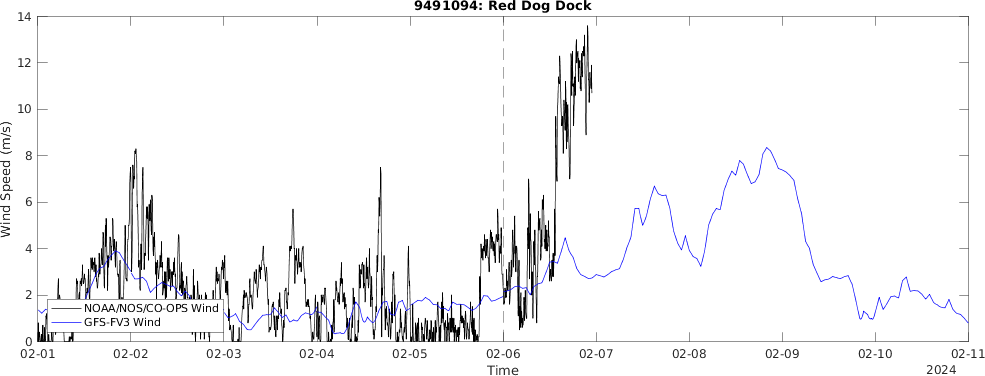 9491094: Red Dog Dock
Wind Speed (m/s)
14
12
10
8
6
4
2
0
NOAA/NOS/CO-OPS Wind
GFS-FV3 Wind
02-01 02-02 02-03 02-04 02-05 02-06 02-07 02-08 02-09 02-10 02-11
Time
2024